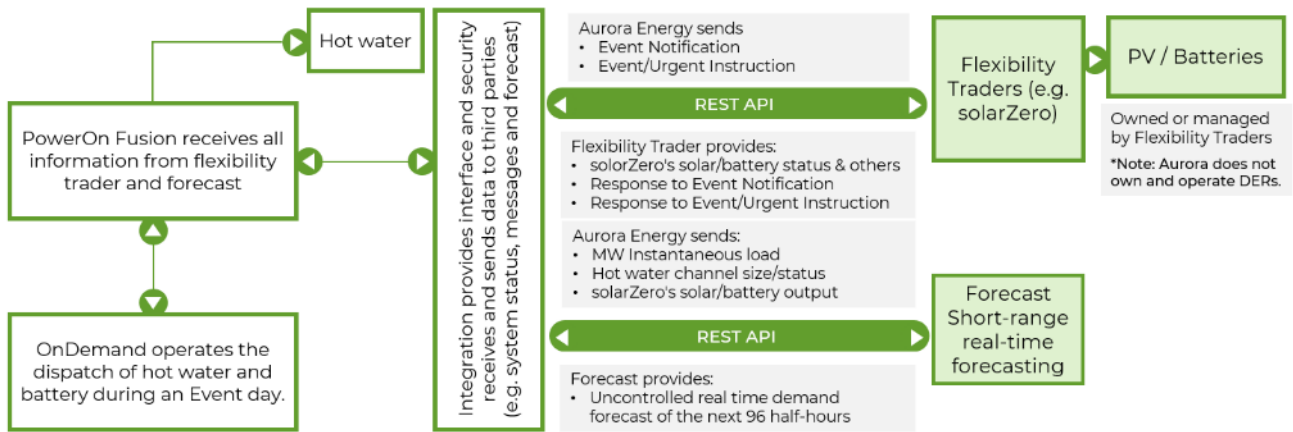 Hot water
PowerOn Fusion receives all
information from flexibility
trader and forecast
OnDemand operates the
dispatch of hot water and
battery during an Event day.
Integration provides interface and security
receives and sends data to third parties
(e.g. system status, messages and forecast)
Aurora Energy sends
• Event Notification
• Event/Urgent Instruction
REST API
Flexibility Trader provides:
• solorZero's solar/battery status & others
• Response to Event Notification
• Response to Event/Urgent Instruction
Aurora Energy sends:
• MW Instantaneous load
• Hot water channel size/status
• solarZero's solar/battery output
REST API
Forecast provides:
• Uncontrolled real time demand
forecast of the next 96 half-hours
Flexibility
Traders (e.g.
solarZero)
PV / Batteries
Owned or managed
by Flexibility Traders
*Note: Aurora does not
own and operate DERs.
Forecast
Short-range
real-time
forecasting